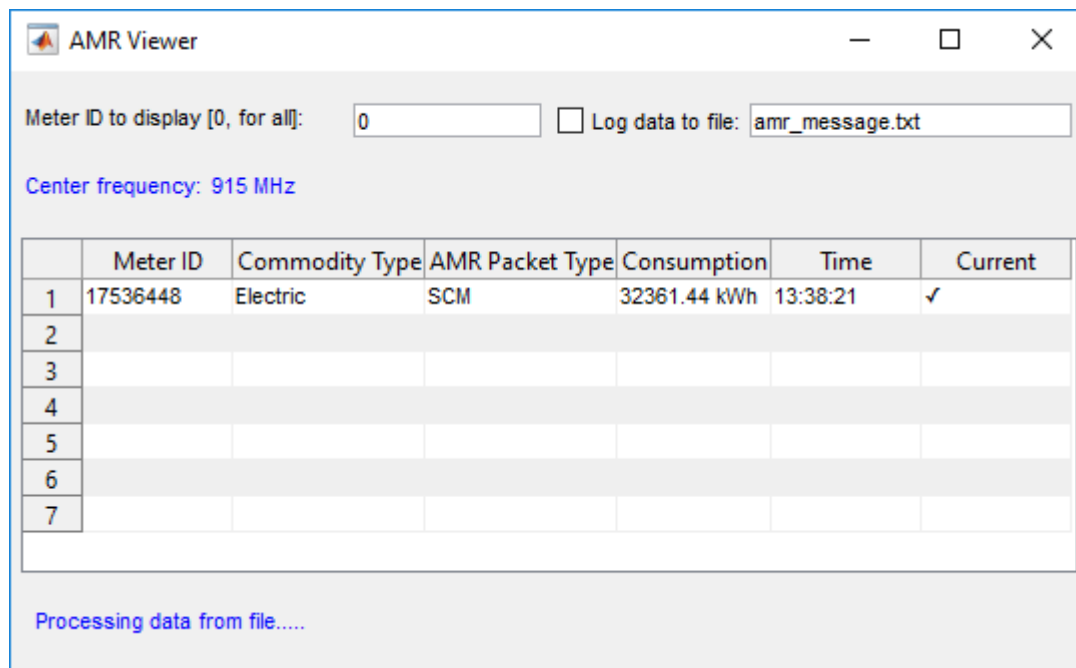 AMR Viewer
Meter ID to display [0, for all]: 0 Log data to file: amr_message.txt
Center frequency: 915 MHz
Meter ID Commodity Type AMR Packet Type Consumption Time Current
1 17536448 Electric SCM 32361.44 kWh 13:38:21 ✓
2
3
4
5
6
7
Processing data from file.....